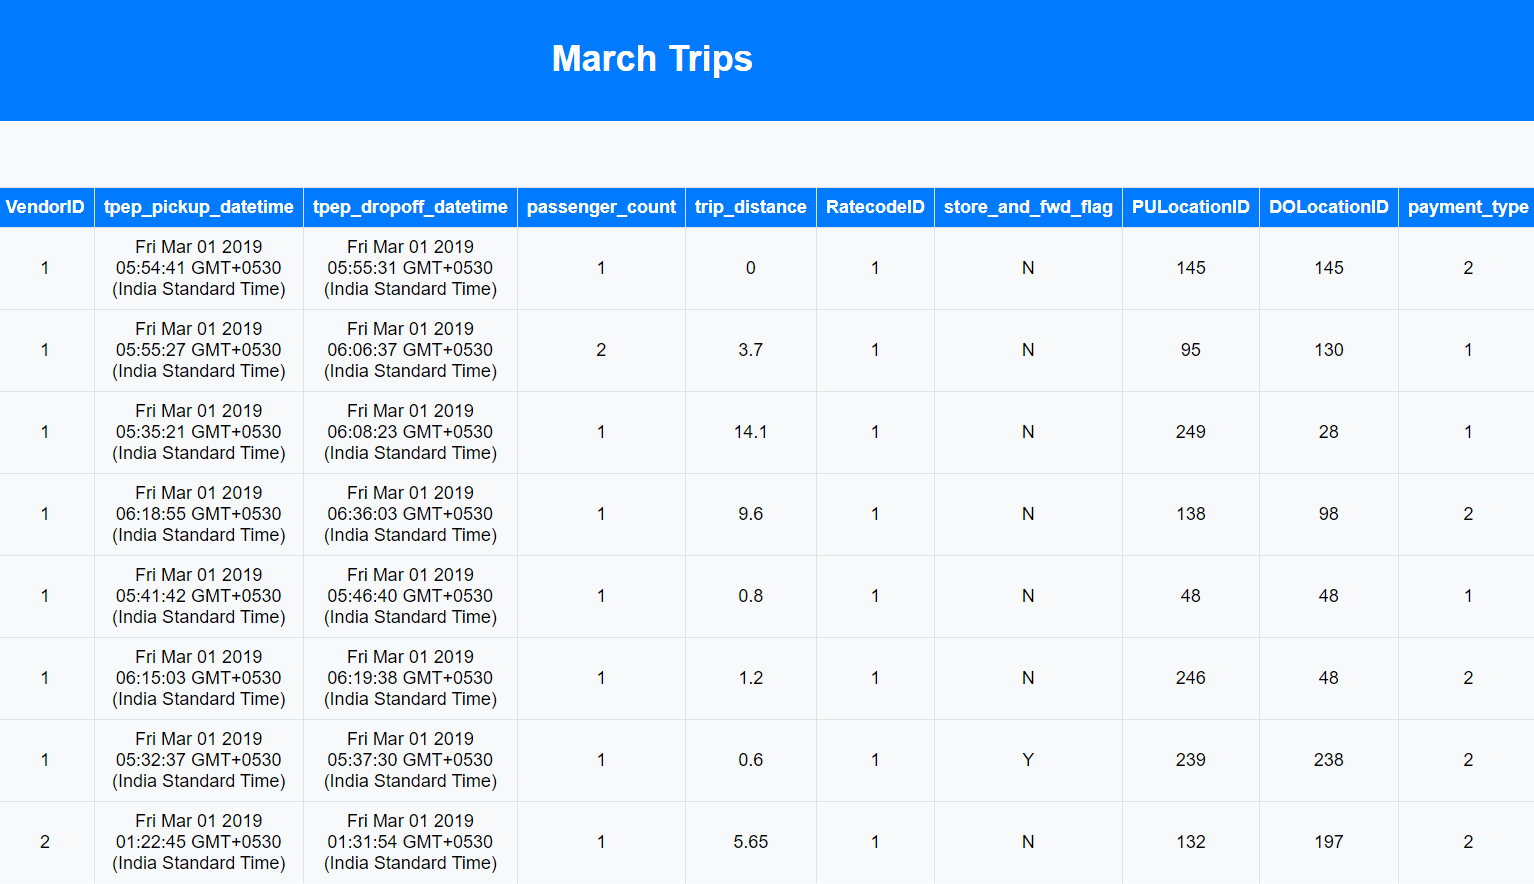 March Trips
VendorID tpep_pickup_datetime tpep_dropoff_datetime passenger_count trip_distance RatecodeID store_and_fwd_flag PULocationID DOLocationID payment_type
Fri Mar 01 2019 Fri Mar 01 2019
1 05:54:41 GMT+0530 05:55:31 GMT+0530 1 0 1 N 145 145 2
(India Standard Time) (India Standard Time)
Fri Mar 01 2019 Fri Mar 01 2019
1 05:55:27 GMT+0530 06:06:37 GMT+0530 2 3.7 1 N 95 130 1
(India Standard Time) (India Standard Time)
Fri Mar 01 2019 Fri Mar 01 2019
1 05:35:21 GMT+0530 06:08:23 GMT+0530 1 14.1 1 N 249 28 1
(India Standard Time) (India Standard Time)
Fri Mar 01 2019 Fri Mar 01 2019
1 06:18:55 GMT+0530 06:36:03 GMT+0530 1 9.6 1 N 138 98 2
(India Standard Time) (India Standard Time)
Fri Mar 01 2019 Fri Mar 01 2019
1 05:41:42 GMT+0530 05:46:40 GMT+0530 1 0.8 1 N 48 48 1
(India Standard Time) (India Standard Time)
Fri Mar 01 2019 Fri Mar 01 2019
1 06:15:03 GMT+0530 06:19:38 GMT+0530 1 1.2 1 N 246 48 2
(India Standard Time) (India Standard Time)
Fri Mar 01 2019 Fri Mar 01 2019
1 05:32:37 GMT+0530 05:37:30 GMT+0530 1 0.6 1 Y 239 238 2
(India Standard Time) (India Standard Time)
Fri Mar 01 2019 Fri Mar 01 2019
2 01:22:45 GMT+0530 01:31:54 GMT+0530 1 5.65 1 N 132 197 2
(India Standard Time) (India Standard Time)